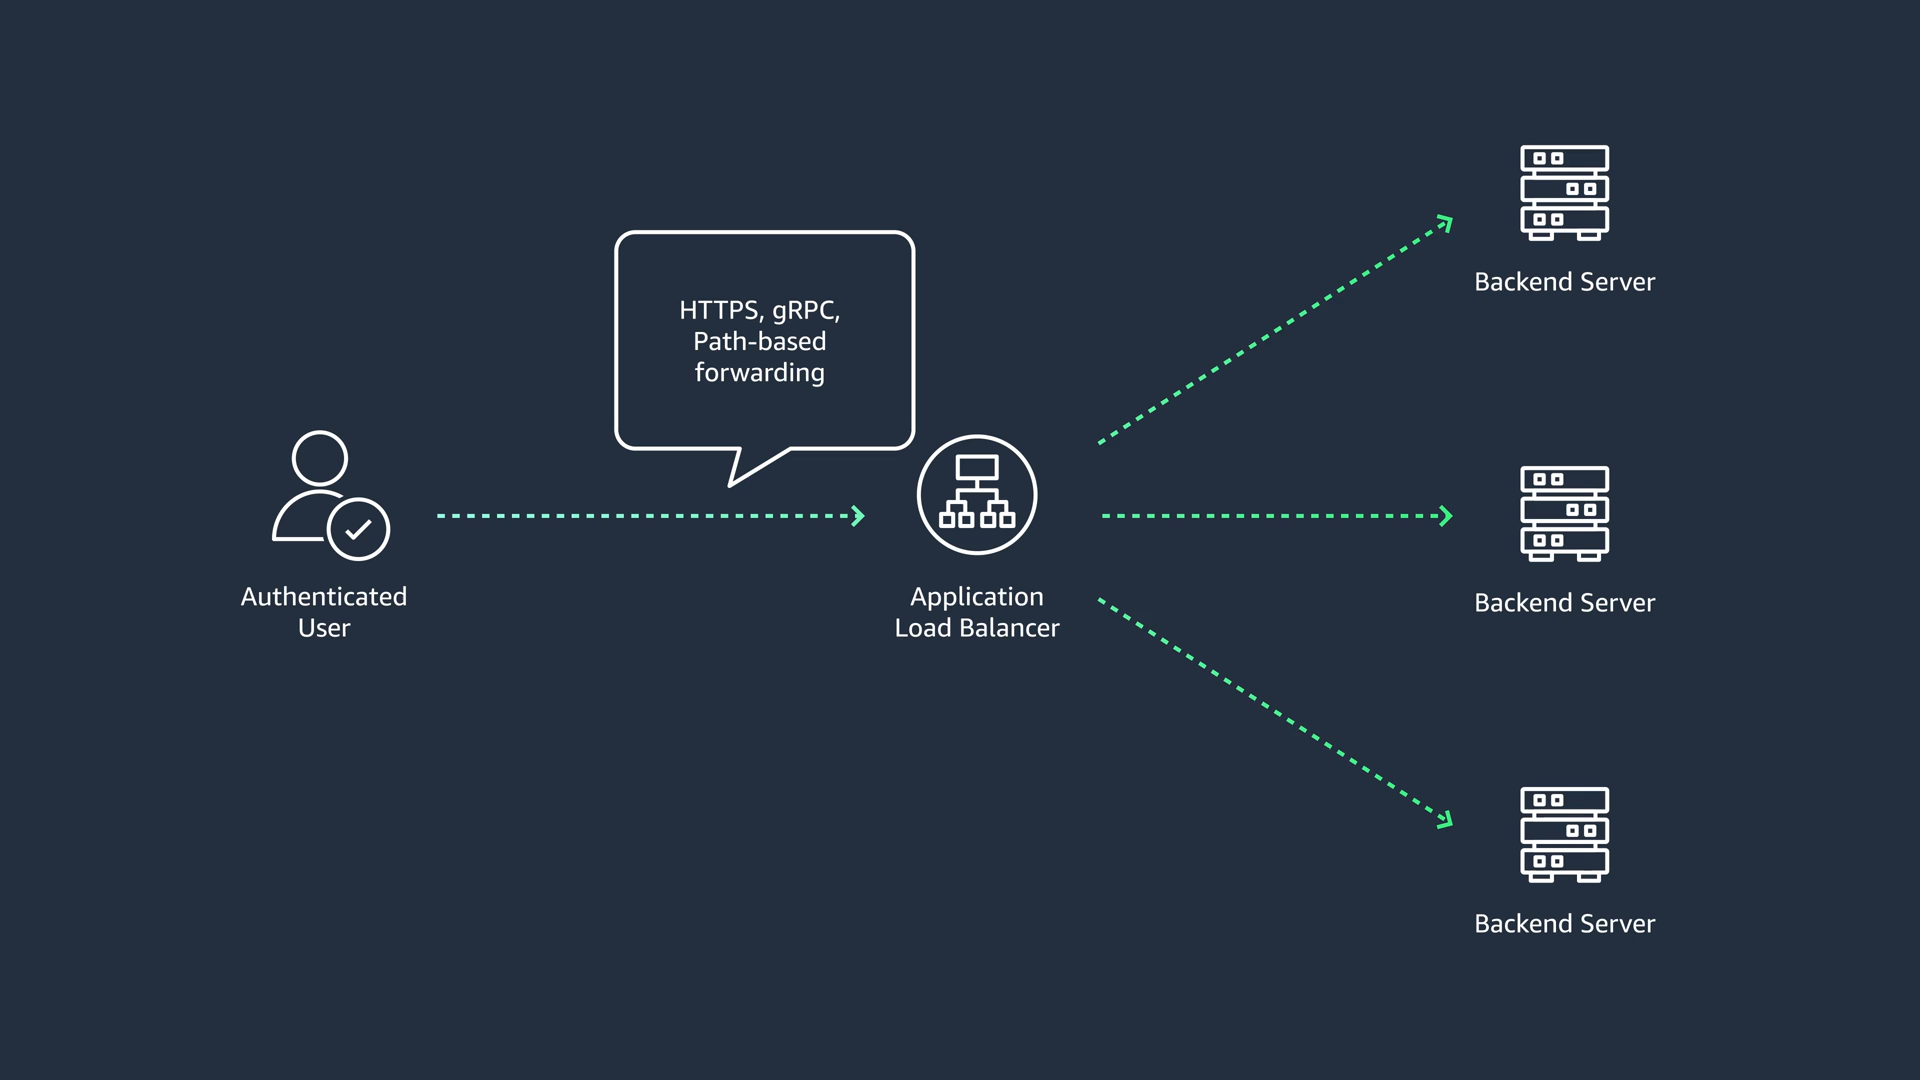 HTTPS, gRPC,
Path-based
forwarding
Authenticated
User
Application
Load Balancer
Backend Server
Backend Server
Backend Server